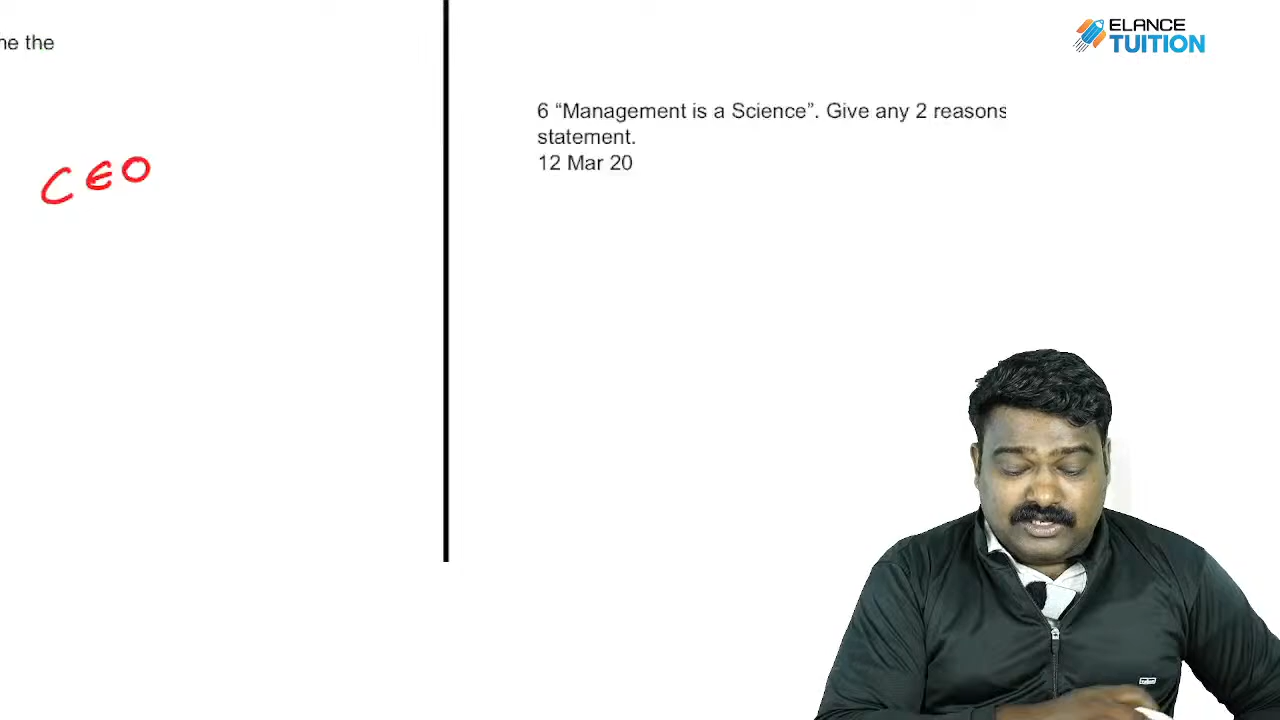 ne the
CEO
ELANCE
TUITION
6 “Management is a Science”. Give any 2 reasons
statement.
12 Mar 20